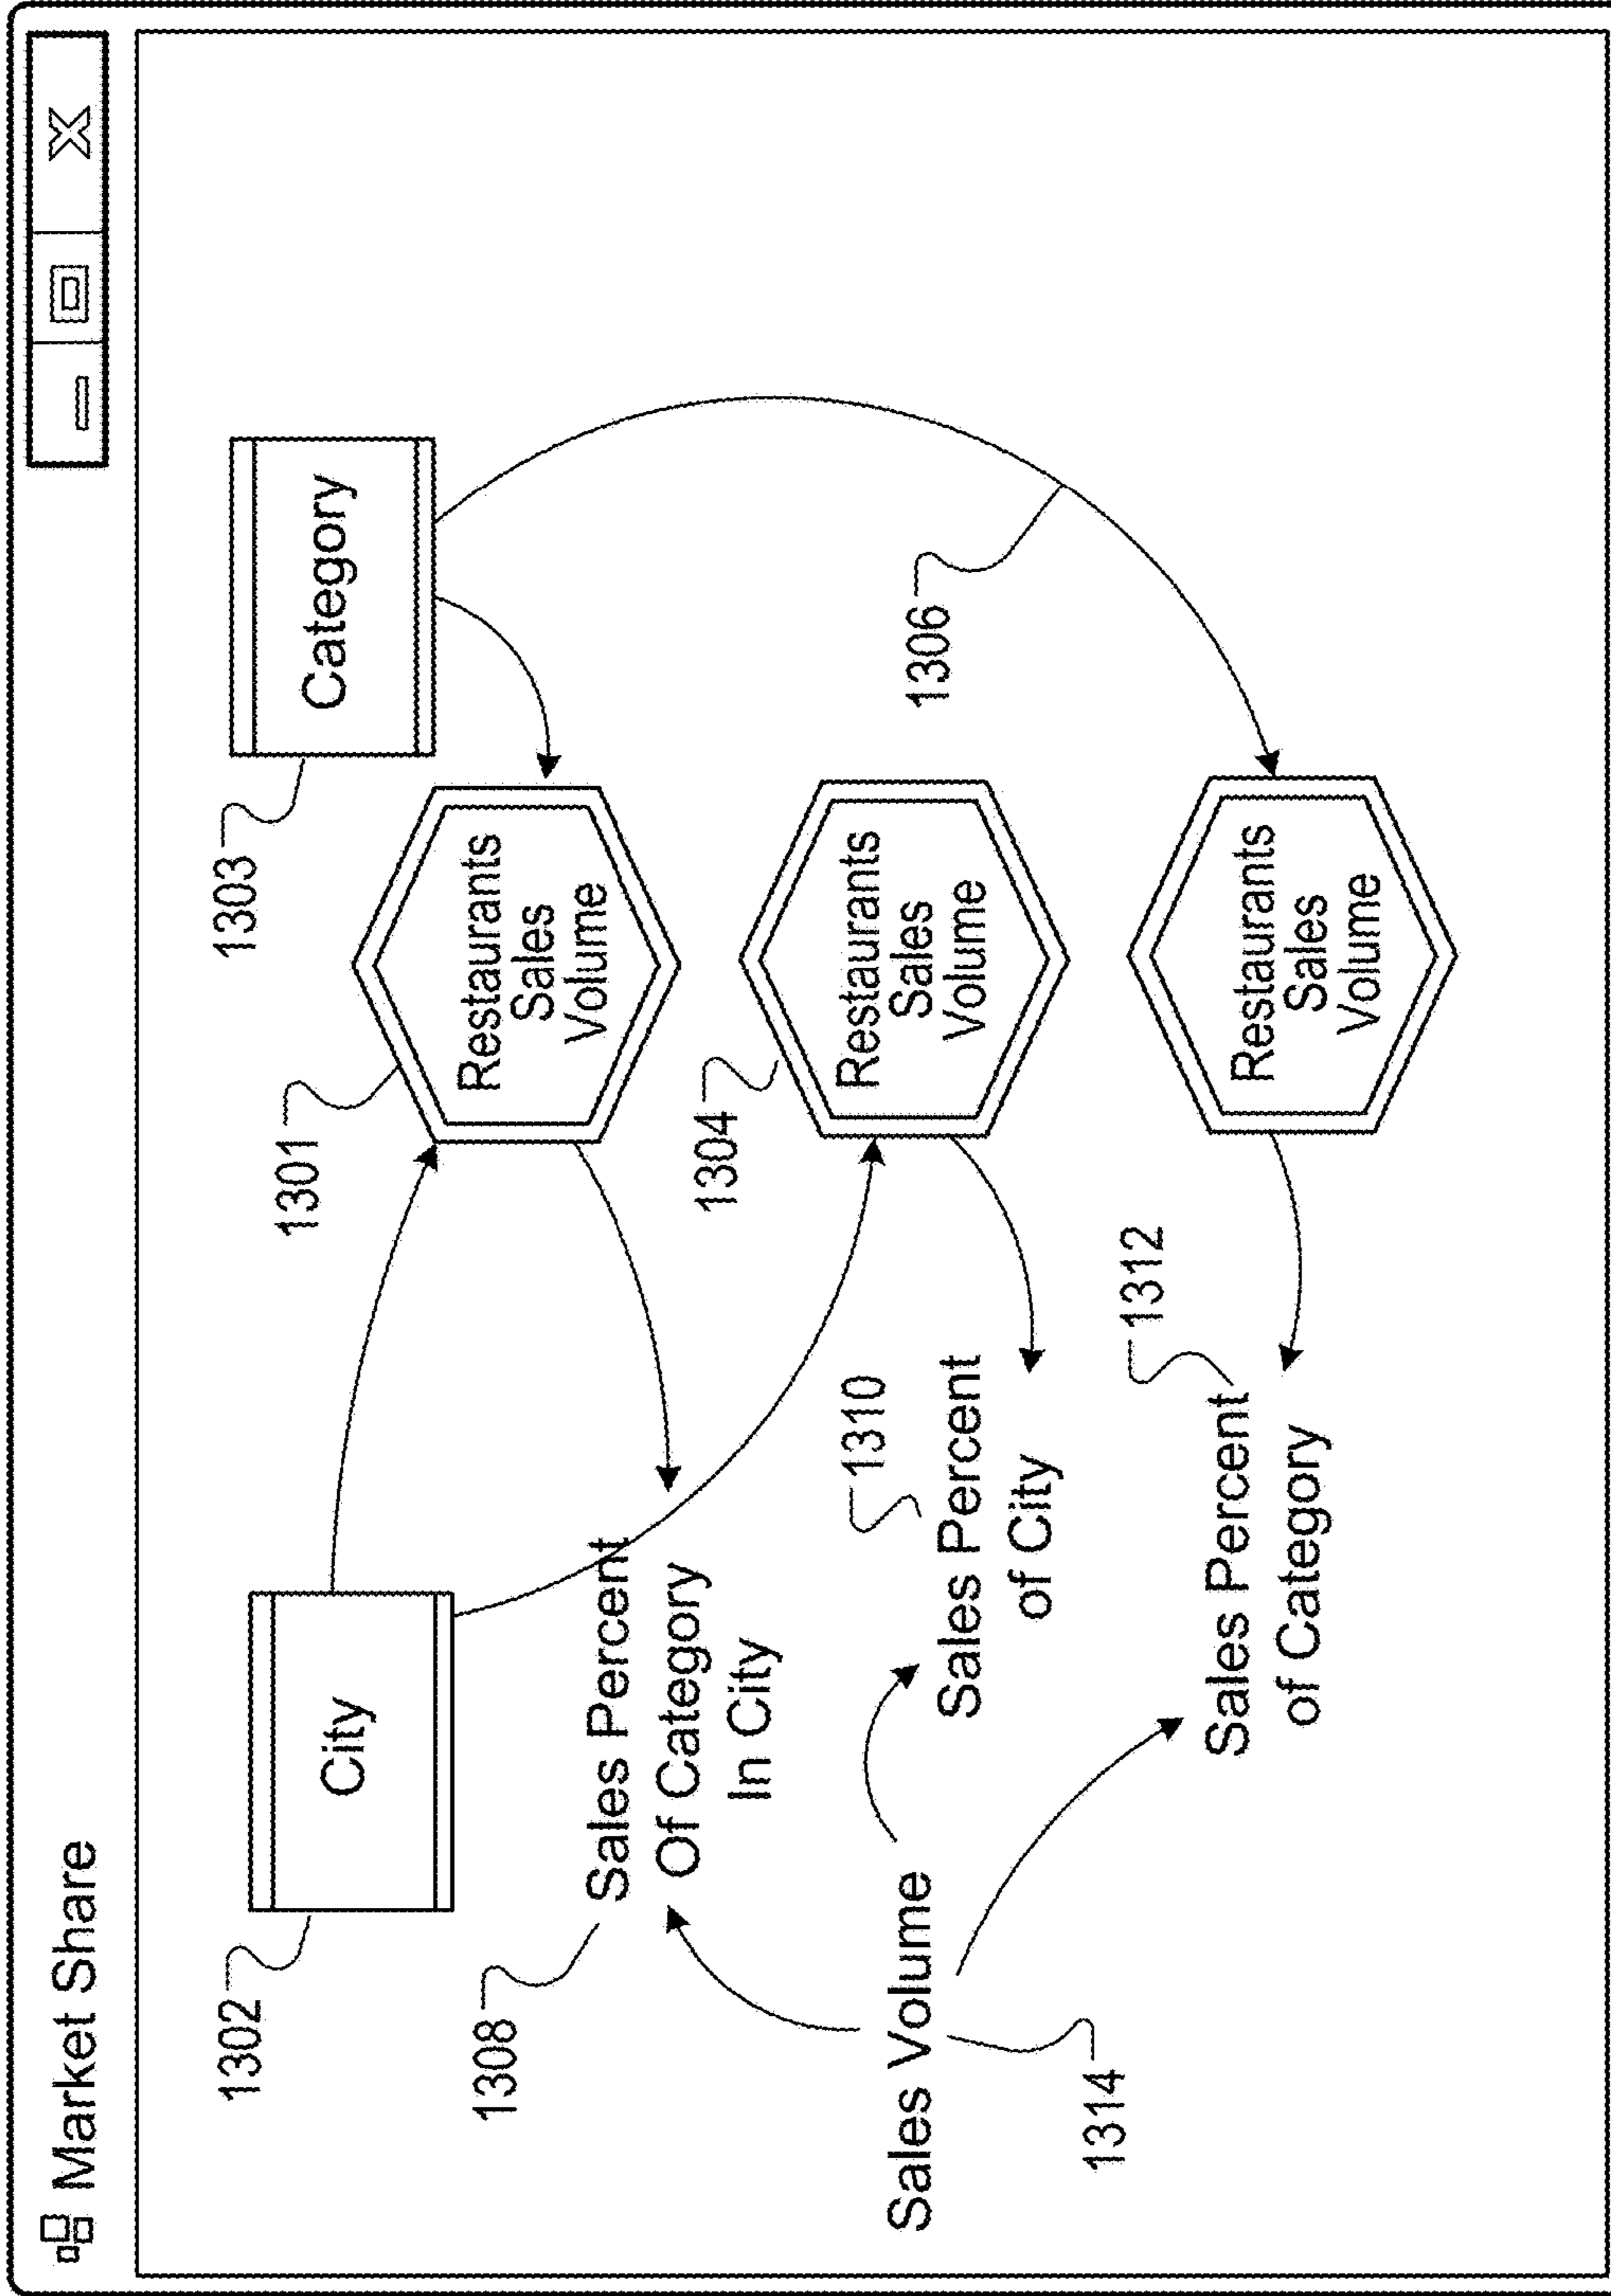 Market Share
1302
City
1303
Category
1301
Restaurants
Sales
Volume
1308
Sales Percent
Of Category
In City
1304
Restaurants
Sales
Volume
1306
Sales Volume
1314
1310
Sales Percent
of City
1312
Sales Percent
of Category
Restaurants
Sales
Volume